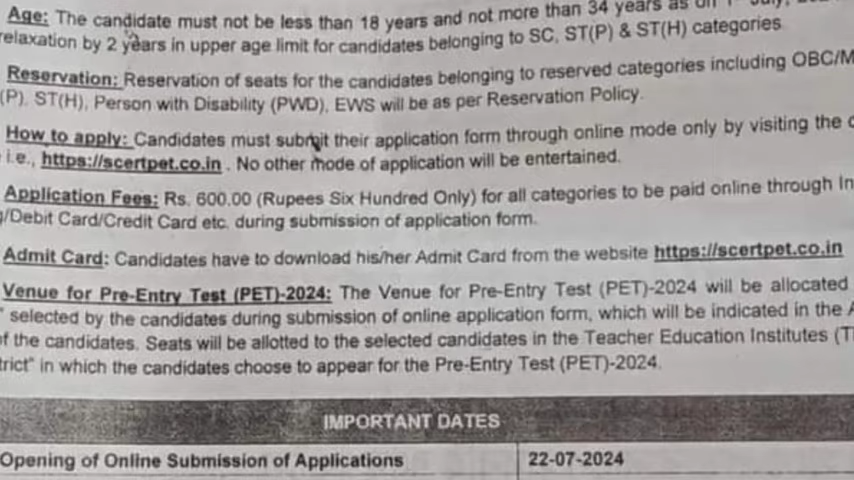 Age: The candidate must not be less than 18 years and not more than 34 years as on 1st July,
relaxation by 2 years in upper age limit for candidates belonging to SC, ST(P) & ST(H) categories
Reservation: Reservation of seats for the candidates belonging to reserved categories including OBC/M
(P), ST(H), Person with Disability (PWD), EWS will be as per Reservation Policy.
How to apply: Candidates must submit their application form through online mode only by visiting the
i.e., https://scertpet.co.in . No other mode of application will be entertained.
Application Fees: Rs. 600.00 (Rupees Six Hundred Only) for all categories to be paid online through In
g/Debit Card/Credit Card etc. during submission of application form.
Admit Card: Candidates have to download his/her Admit Card from the website https://scertpet.co.in
Venue for Pre-Entry Test (PET)-2024: The Venue for Pre-Entry Test (PET)-2024 will be allocated
" selected by the candidates during submission of online application form, which will be indicated in the A
of the candidates. Seats will be allotted to the selected candidates in the Teacher Education Institutes (T
trict" in which the candidates choose to appear for the Pre-Entry Test (PET)-2024.
IMPORTANT DATES
Opening of Online Submission of Applications 22-07-2024